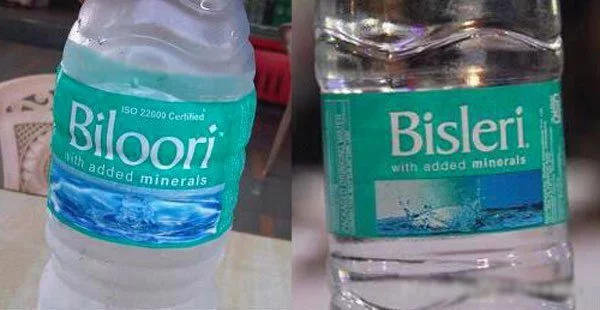 ISO 22000 Certified
Biloori
with added minerals
Bisleri
with added minerals